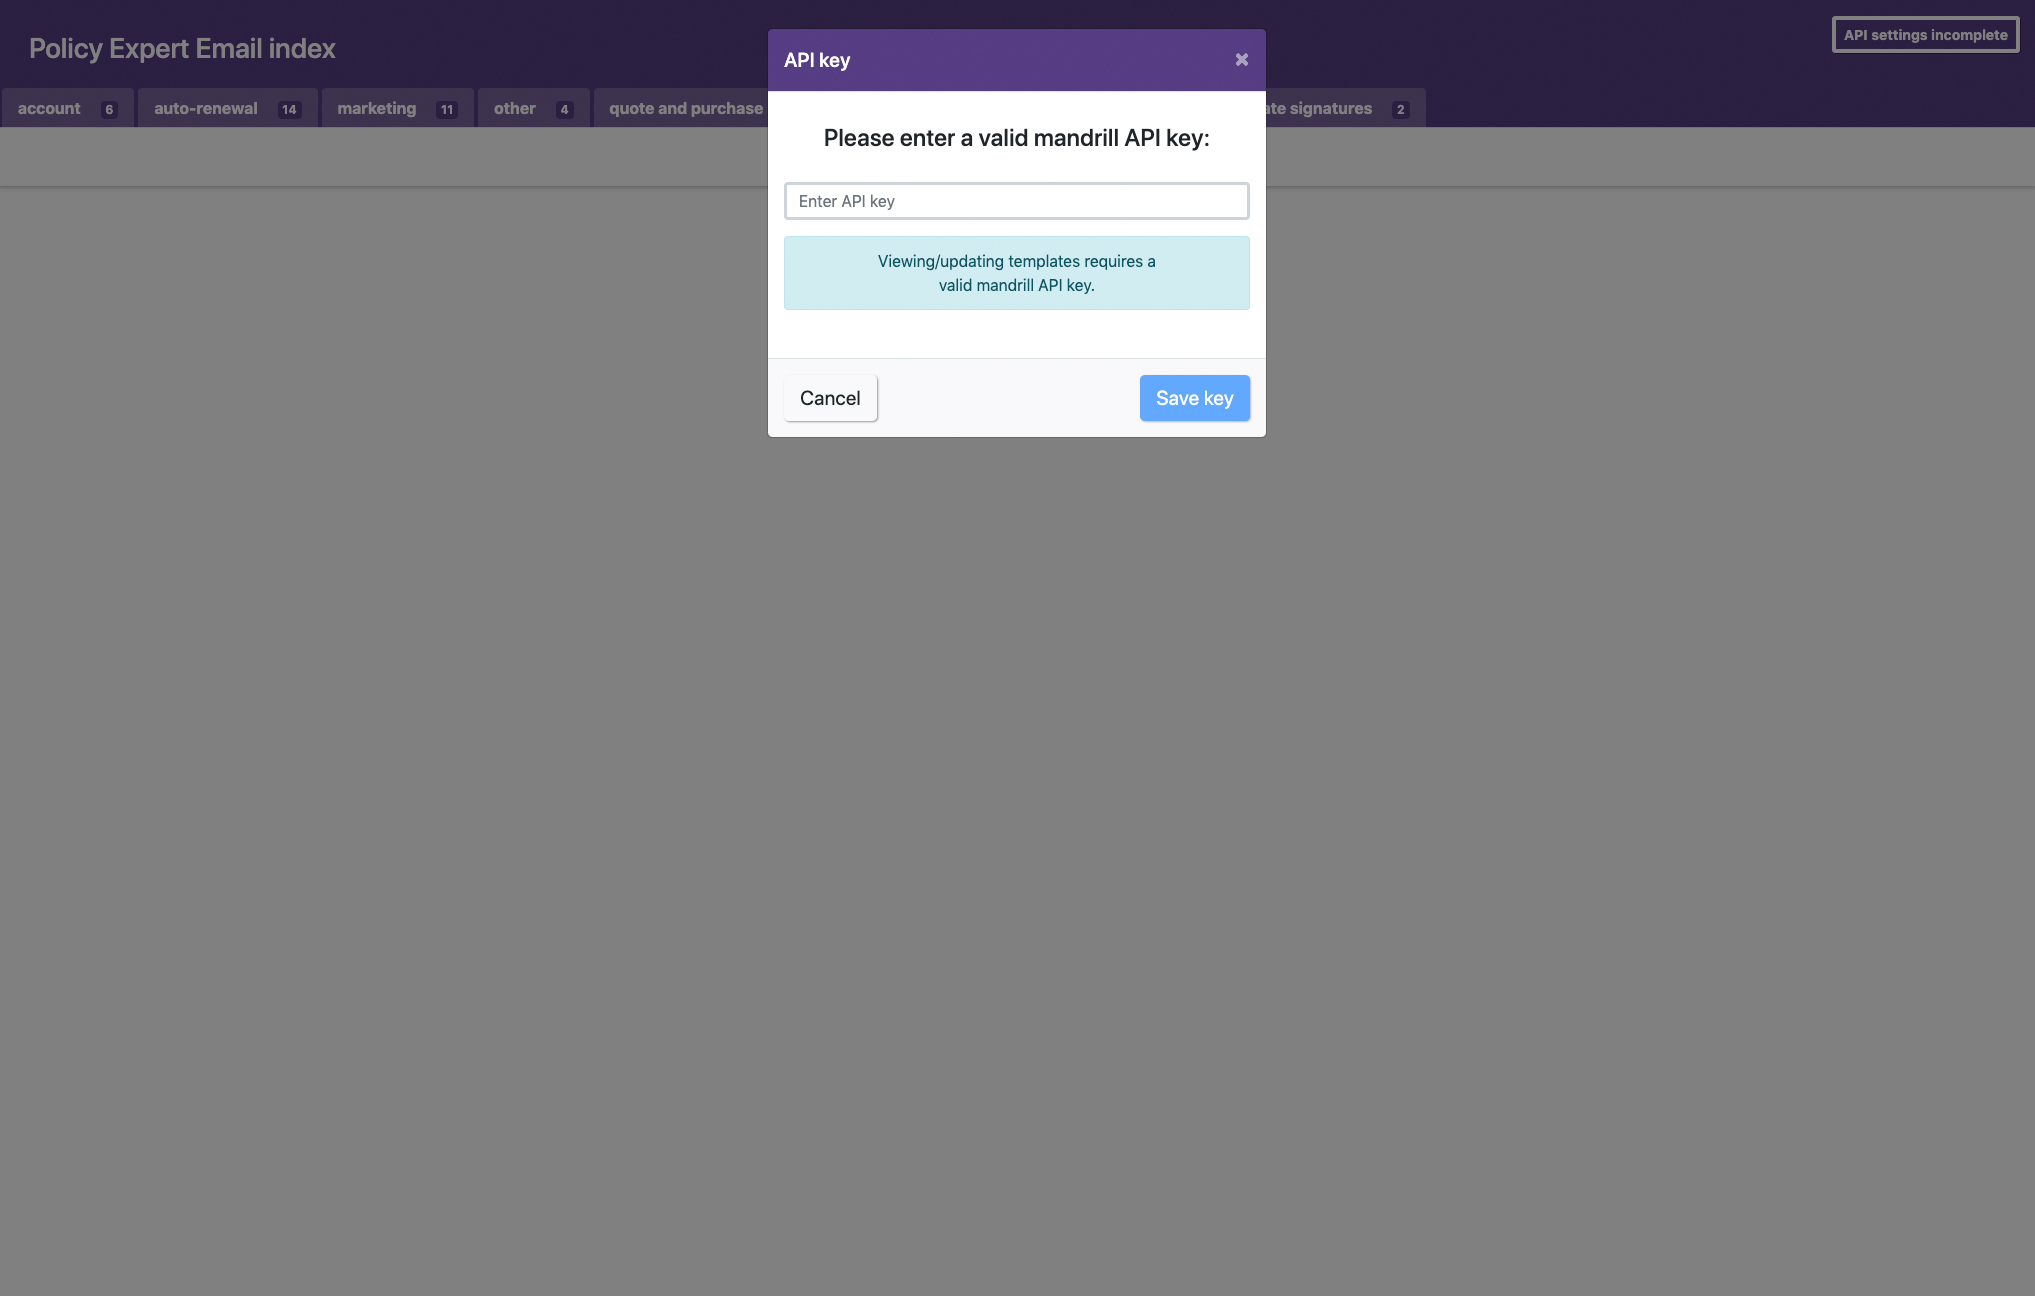 Policy Expert Email index
API settings incomplete
account 6
auto-renewal 14
marketing 11
other 4
quote and purchase
signatures 2
API key
Please enter a valid mandrill API key:
Enter API key
Viewing/updating templates requires a
valid mandrill API key.
Cancel
Save key